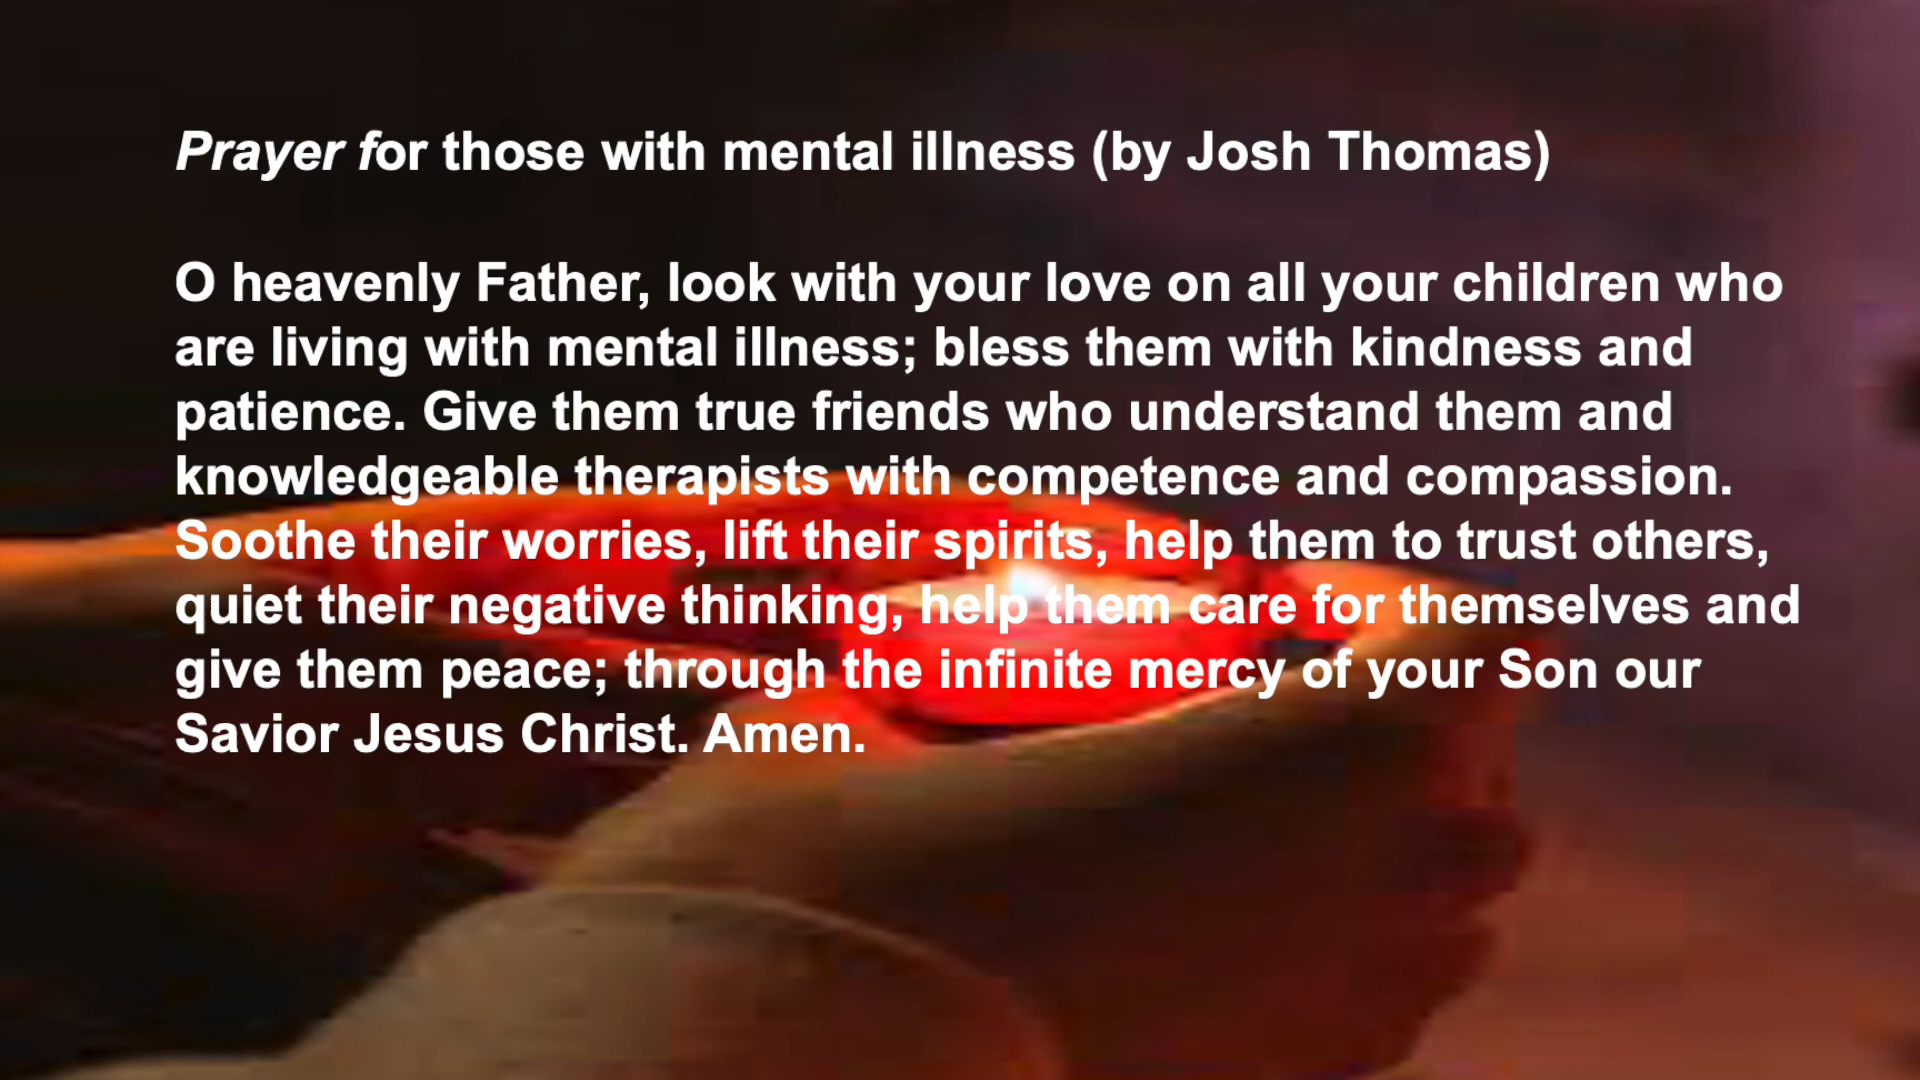 Prayer for those with mental illness (by Josh Thomas)
O heavenly Father, look with your love on all your children who
are living with mental illness; bless them with kindness and
patience. Give them true friends who understand them and
knowledgeable therapists with competence and compassion.
Soothe their worries, lift their spirits, help them to trust others,
quiet their negative thinking, help them care for themselves and
give them peace; through the infinite mercy of your Son our
Savior Jesus Christ. Amen.